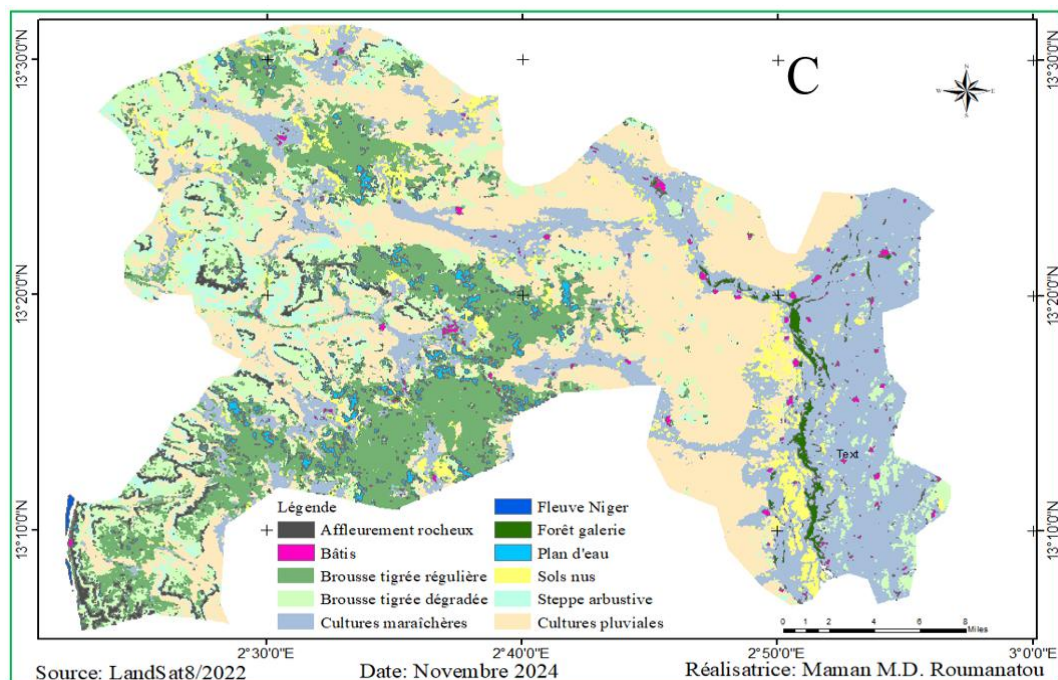 C
N
W E
S
13°30'0"N
13°30'0"N
13°20'0"N
13°20'0"N
Text
13°10'0"N
13°10'0"N
Légende
Affleurement rocheux
Bâtis
Brousse tigrée régulière
Brousse tigrée dégradée
Cultures maraîchères
Fleuve Niger
Forêt galerie
Plan d'eau
Sols nus
Steppe arbustive
Cultures pluviales
0 1 2 4 6 8
Miles
2°30'0"E 2°40'0"E 2°50'0"E 3°0'0"E
Source: LandSat8/2022 Date: Novembre 2024 Réalisatrice: Maman M.D. Roumanatou